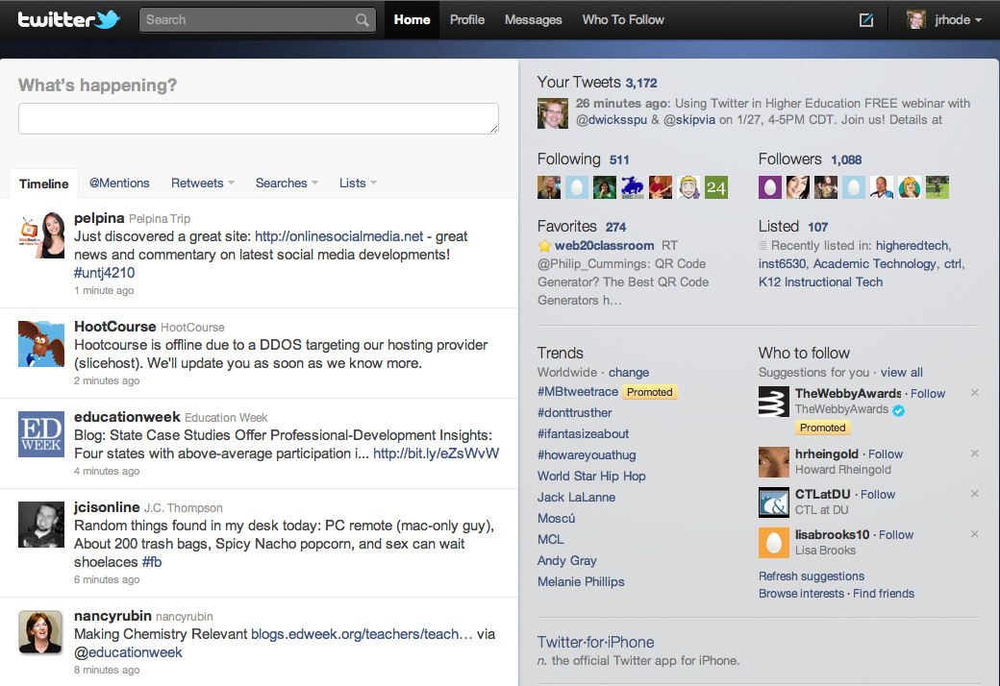 twitter
Search
Home
Profile
Messages
Who To Follow
jrhode
What's happening?
Timeline
@Mentions
Retweets
Searches
Lists
pelpina Pelpina Trip
Just discovered a great site: http://onlinesocialmedia.net - great
news and commentary on latest social media developments!
#untj4210
1 minute ago
HootCourse HootCourse
Hootcourse is offline due to a DDOS targeting our hosting provider
(slicehost). We'll update you as soon as we know more.
2 minutes ago
ED
WEEK
educationweek Education Week
Blog: State Case Studies Offer Professional-Development Insights:
Four states with above-average participation i... http://bit.ly/eZsWvW
4 minutes ago
jcisonline J.C. Thompson
Random things found in my desk today: PC remote (mac-only guy),
About 200 trash bags, Spicy Nacho popcorn, and sex can wait
shoelaces #fb
6 minutes ago
nancyrubin nancyrubin
Making Chemistry Relevant blogs.edweek.org/teachers/teach… via
@educationweek
8 minutes ago
Your Tweets 3,172
26 minutes ago: Using Twitter in Higher Education FREE webinar with
@dwicksspu & @skipvia on 1/27, 4-5PM CDT. Join us! Details at
Following 511
24
Followers 1,088
Favorites 274
web20classroom RT
@Philip_Cummings: QR Code
Generator? The Best QR Code
Generators h…
Listed 107
Recently listed in: higheredtech,
inst6530, Academic Technology, ctrl,
K12 Instructional Tech
Trends
Worldwide · change
#MBtweetrace Promoted
#donttrusther
#ifantasizeabout
#howareyouathug
World Star Hip Hop
Jack LaLanne
Moscú
MCL
Andy Gray
Melanie Phillips
Who to follow
Suggestions for you · view all
TheWebbyAwards · Follow
TheWebbyAwards
Promoted
hrheingold · Follow
Howard Rheingold
CTLatDU · Follow
CTL at DU
lisabrooks10 · Follow
Lisa Brooks
Refresh suggestions
Browse interests · Find friends
Twitter·for·iPhone
n. the official Twitter app for iPhone.